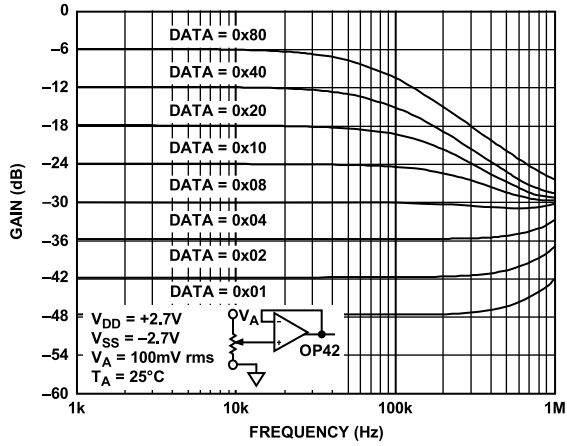 0
–6
–12
–18
–24
–30
–36
–42
–48
–54
–60
GAIN (dB)
DATA = 0x80
DATA = 0x40
DATA = 0x20
DATA = 0x10
DATA = 0x08
DATA = 0x04
DATA = 0x02
DATA = 0x01
VDD = +2.7V
VSS = –2.7V
VA = 100mV rms
TA = 25°C
VA
–
+
OP42
1k
10k
100k
1M
FREQUENCY (Hz)